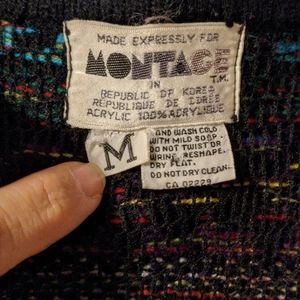 MADE EXPRESSLY FOR
MONTAGE
T.M.
IN
REPUBLIC OF KOREA
REPUBLIQUE DE COREE
ACRYLIC 100% ACRYLIQUE
M
AND WASH COLD
WITH MILD SOAP.
DO NOT TWIST OR
WRING. RESHAPE.
DRY FLAT.
DO NOT DRY CLEAN.
CA 02229